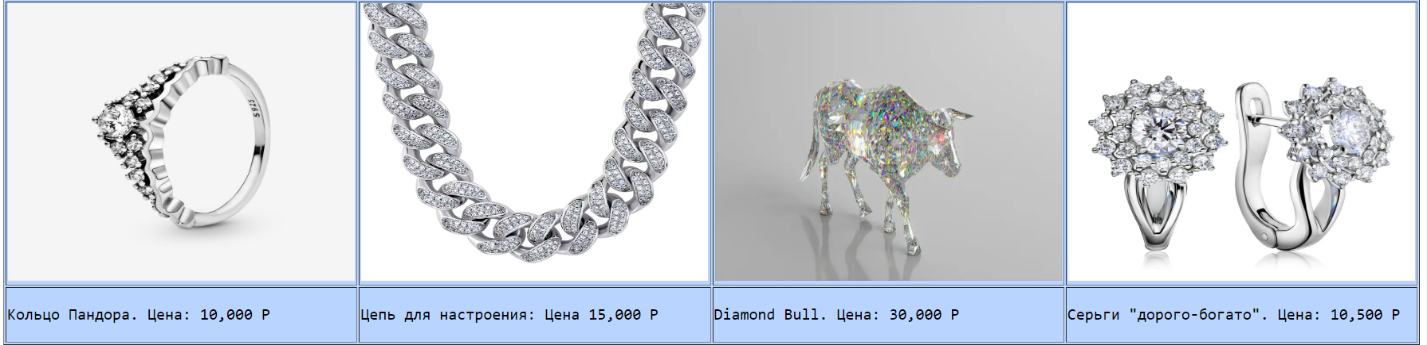 S925
Кольцо Пандора. Цена: 10,000 Р
Цепь для настроения: Цена 15,000 Р
Diamond Bull. Цена: 30,000 Р
Серьги "дорого-богато". Цена: 10,500 Р